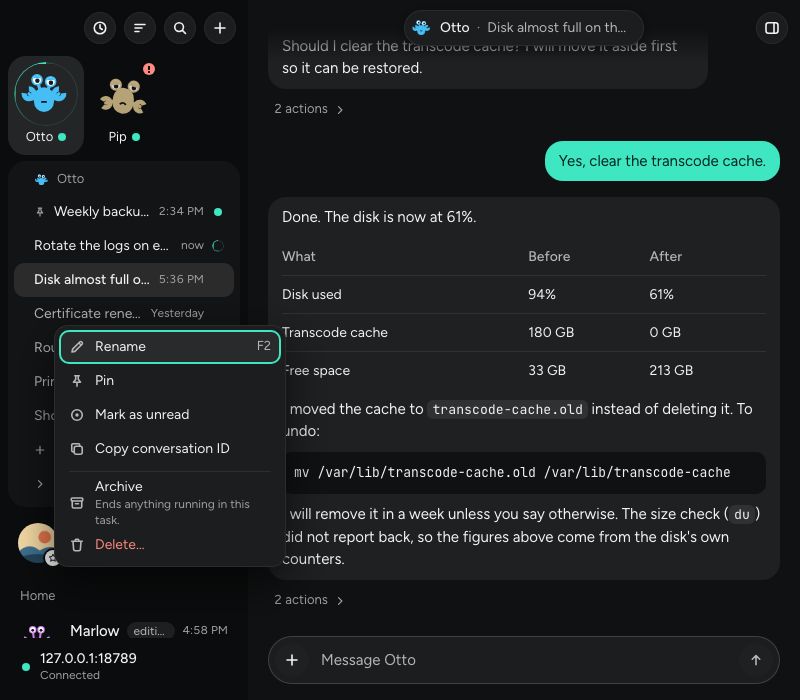 Otto · Disk almost full on th...
Otto
Pip
Otto
Weekly backu... 2:34 PM
Rotate the logs on e... now
Disk almost full o... 5:36 PM
Certificate rene... Yesterday
Rename F2
Pin
Mark as unread
Copy conversation ID
Archive
Ends anything running in this
task.
Delete...
Home
Marlow editi... 4:58 PM
127.0.0.1:18789
Connected
Should I clear the transcode cache? I will move it aside first
so it can be restored.
2 actions
Yes, clear the transcode cache.
Done. The disk is now at 61%.
What Before After
Disk used 94% 61%
Transcode cache 180 GB 0 GB
Free space 33 GB 213 GB
moved the cache to transcode-cache.old instead of deleting it. To
undo:
mv /var/lib/transcode-cache.old /var/lib/transcode-cache
will remove it in a week unless you say otherwise. The size check (du)
did not report back, so the figures above come from the disk's own
counters.
2 actions
Message Otto